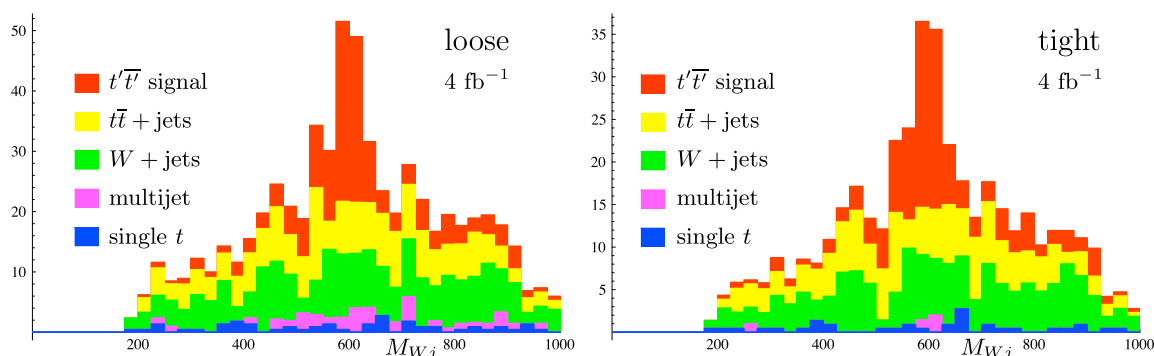 50
40
30
20
10
loose
4 fb⁻¹
t′t̅′ signal
tt̅ + jets
W + jets
multijet
single t
200 400 600 M_{Wj} 800 1000
35
30
25
20
15
10
5
tight
4 fb⁻¹
t′t̅′ signal
tt̅ + jets
W + jets
multijet
single t
200 400 600 M_{Wj} 800 1000